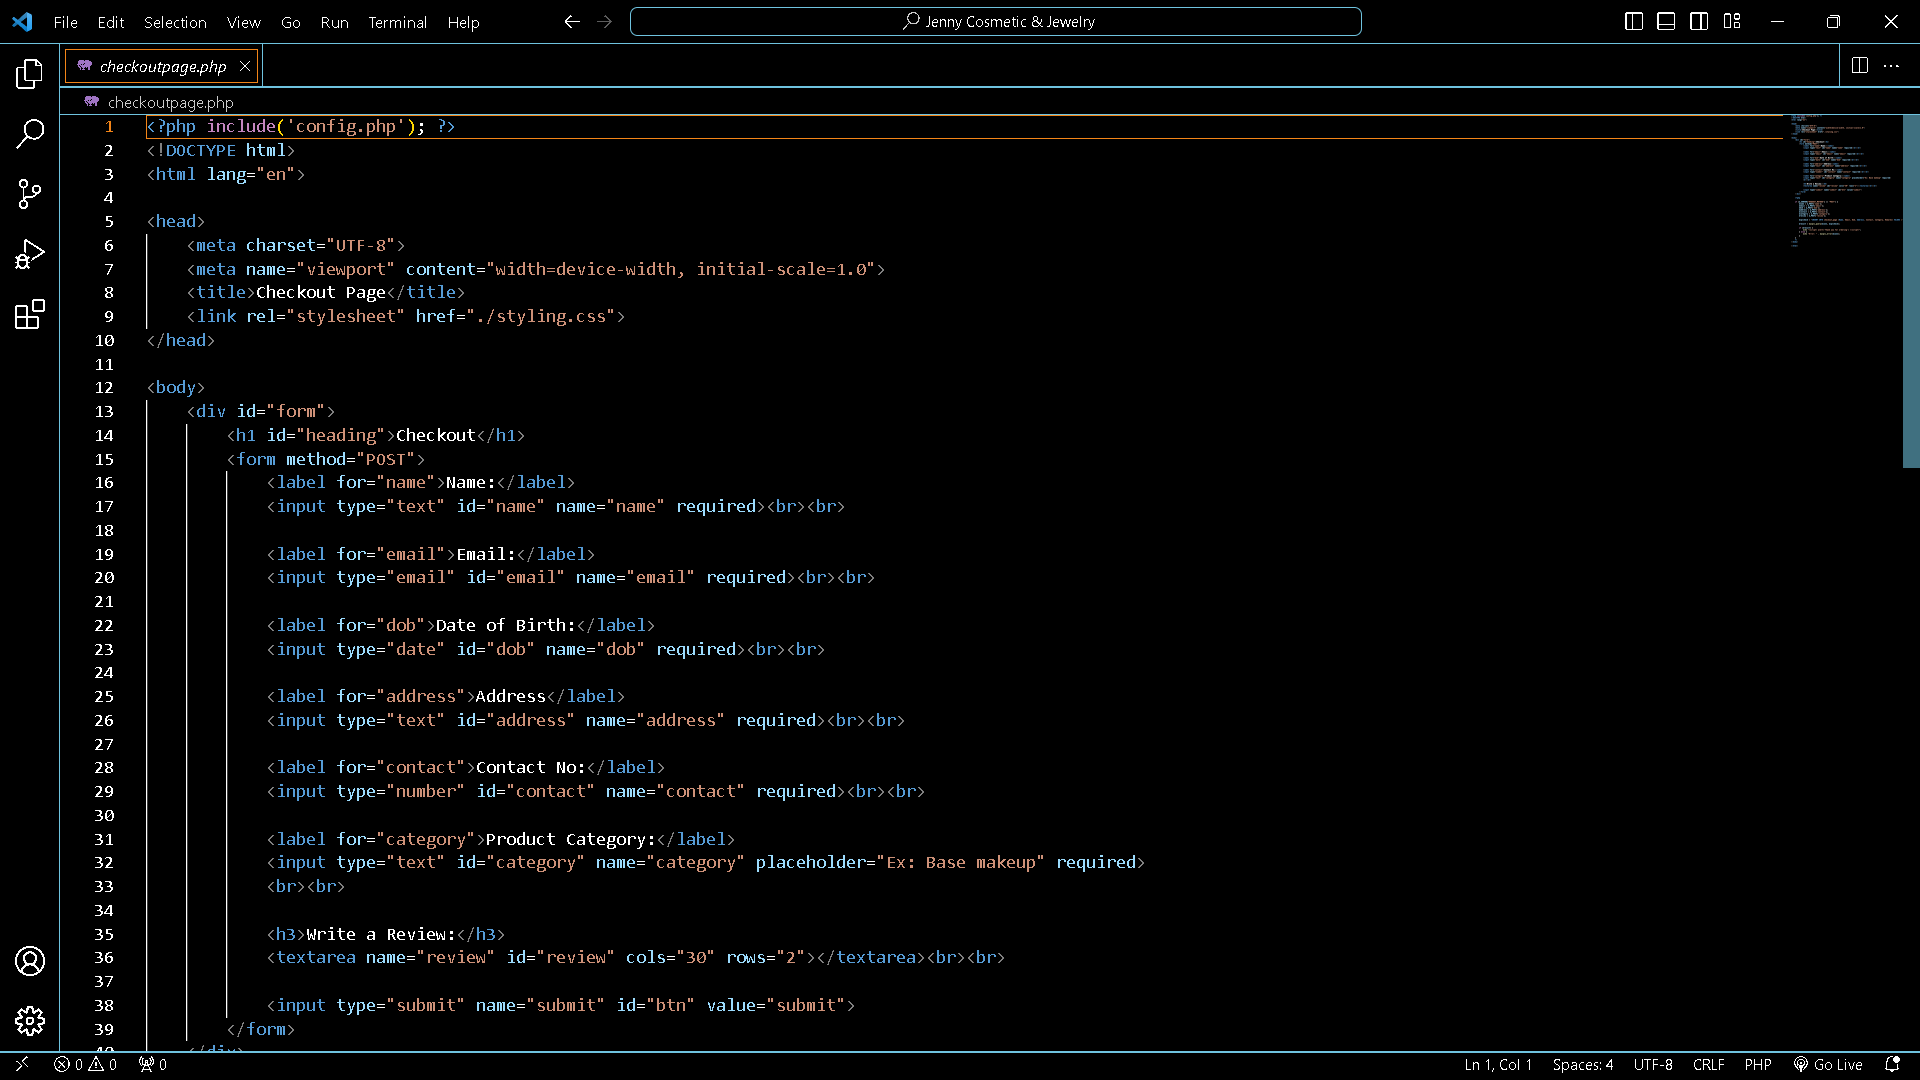 File Edit Selection View Go Run Terminal Help
Jenny Cosmetic & Jewelry
checkoutpage.php
checkoutpage.php
1 <?php include('config.php'); ?>
2 <!DOCTYPE html>
3 <html lang="en">
4
5 <head>
6     <meta charset="UTF-8">
7     <meta name="viewport" content="width=device-width, initial-scale=1.0">
8     <title>Checkout Page</title>
9     <link rel="stylesheet" href="./styling.css">
10 </head>
11
12 <body>
13     <div id="form">
14         <h1 id="heading">Checkout</h1>
15         <form method="POST">
16             <label for="name">Name:</label>
17             <input type="text" id="name" name="name" required><br><br>
18
19             <label for="email">Email:</label>
20             <input type="email" id="email" name="email" required><br><br>
21
22             <label for="dob">Date of Birth:</label>
23             <input type="date" id="dob" name="dob" required><br><br>
24
25             <label for="address">Address</label>
26             <input type="text" id="address" name="address" required><br><br>
27
28             <label for="contact">Contact No:</label>
29             <input type="number" id="contact" name="contact" required><br><br>
30
31             <label for="category">Product Category:</label>
32             <input type="text" id="category" name="category" placeholder="Ex: Base makeup" required>
33             <br><br>
34
35             <h3>Write a Review:</h3>
36             <textarea name="review" id="review" cols="30" rows="2"></textarea><br><br>
37
38             <input type="submit" name="submit" id="btn" value="submit">
39         </form>
40     </div>
0 0 0 Ln 1, Col 1 Spaces: 4 UTF-8 CRLF PHP Go Live